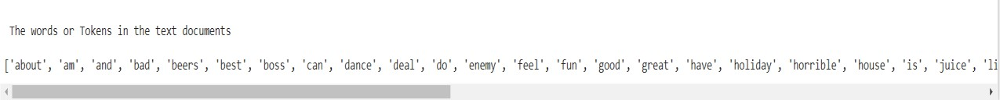 The words or Tokens in the text documents
['about', 'am', 'and', 'bad', 'beers', 'best', 'boss', 'can', 'dance', 'deal', 'do', 'enemy', 'feel', 'fun', 'good', 'great', 'have', 'holiday', 'horrible', 'house', 'is', 'juice', 'li